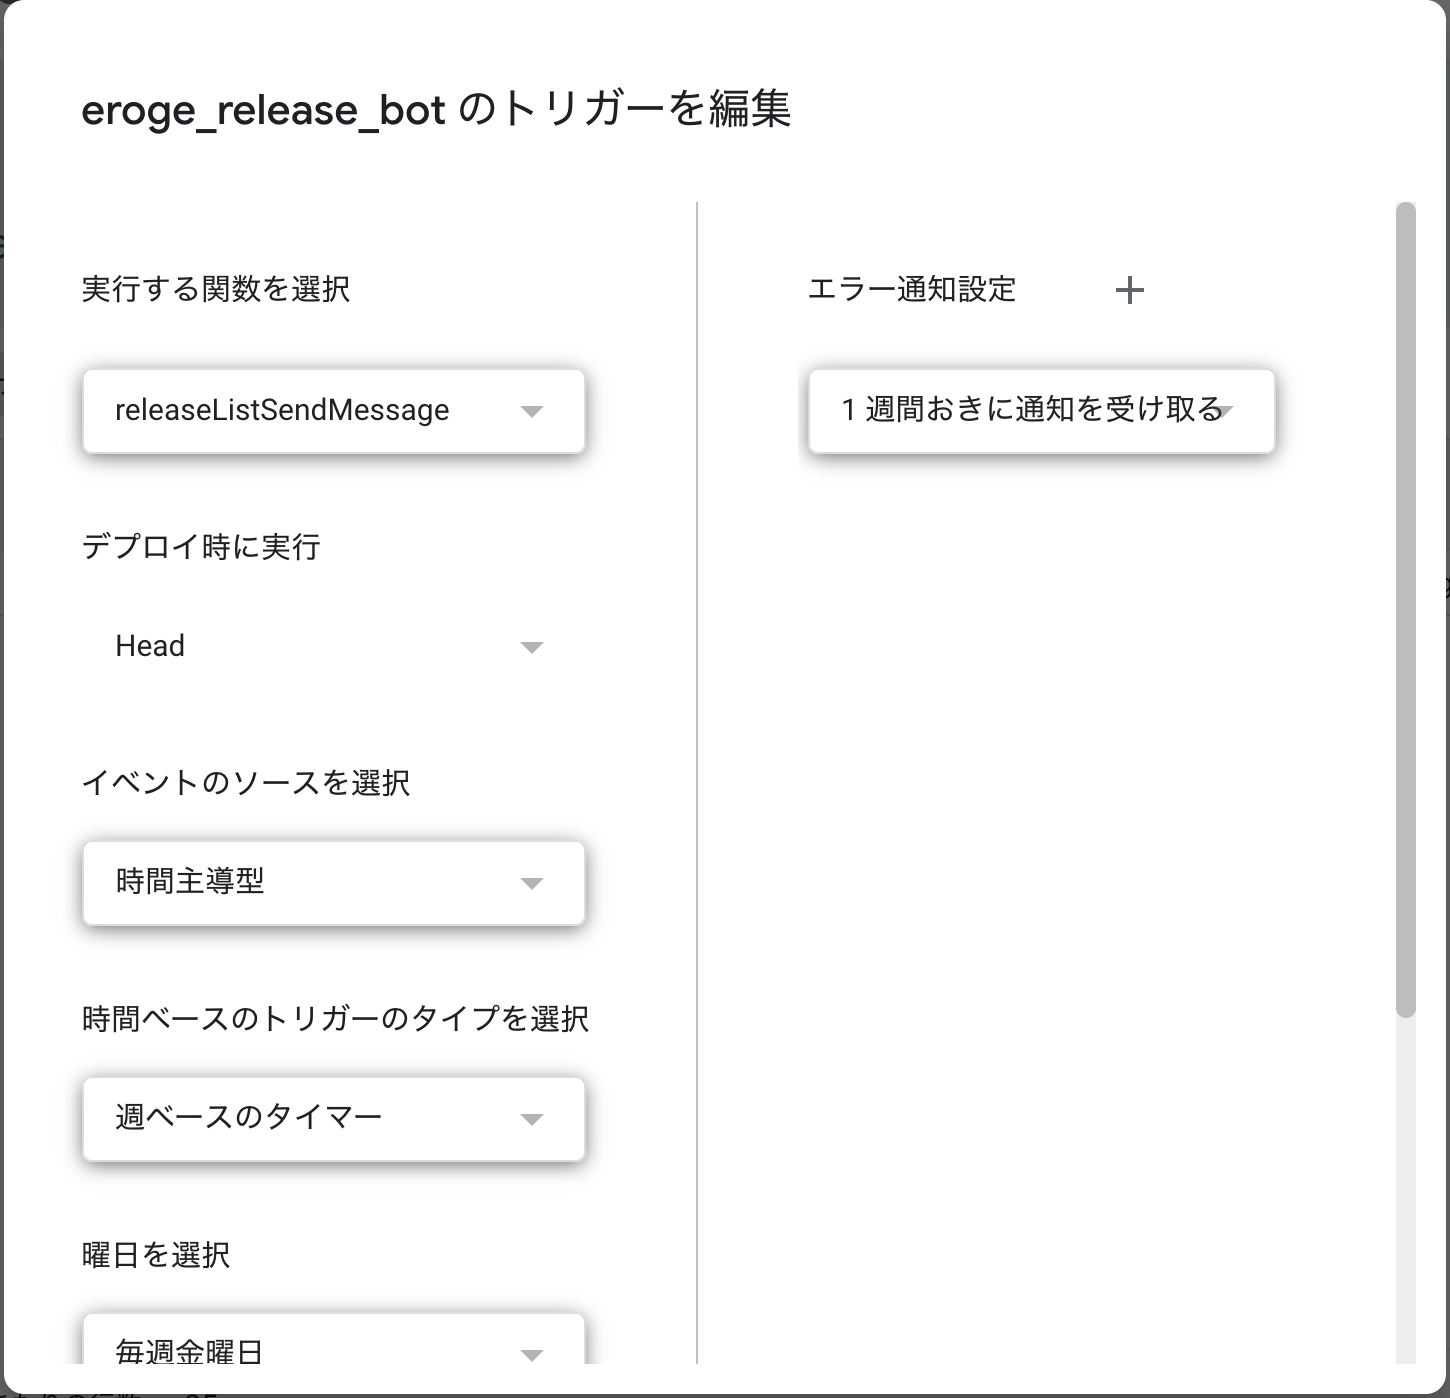 eroge_release_bot のトリガーを編集
実行する関数を選択
releaseListSendMessage
デプロイ時に実行
Head
イベントのソースを選択
時間主導型
時間ベースのトリガーのタイプを選択
週ベースのタイマー
曜日を選択
毎週金曜日
エラー通知設定
1 週間おきに通知を受け取る